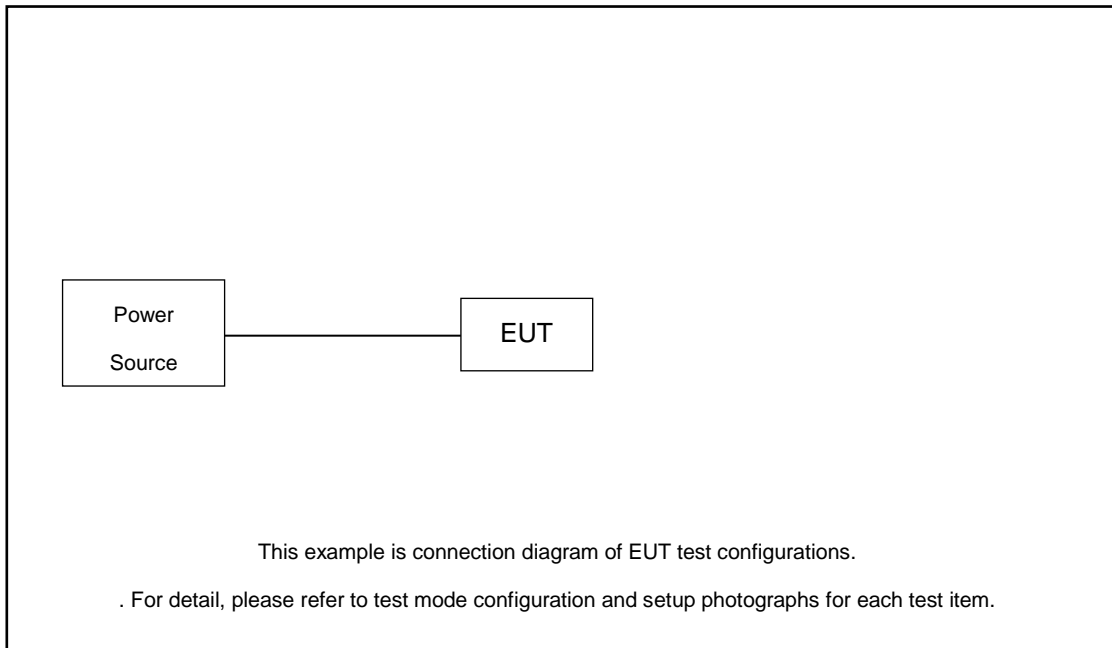 Power
Source
EUT
This example is connection diagram of EUT test configurations.
. For detail, please refer to test mode configuration and setup photographs for each test item.